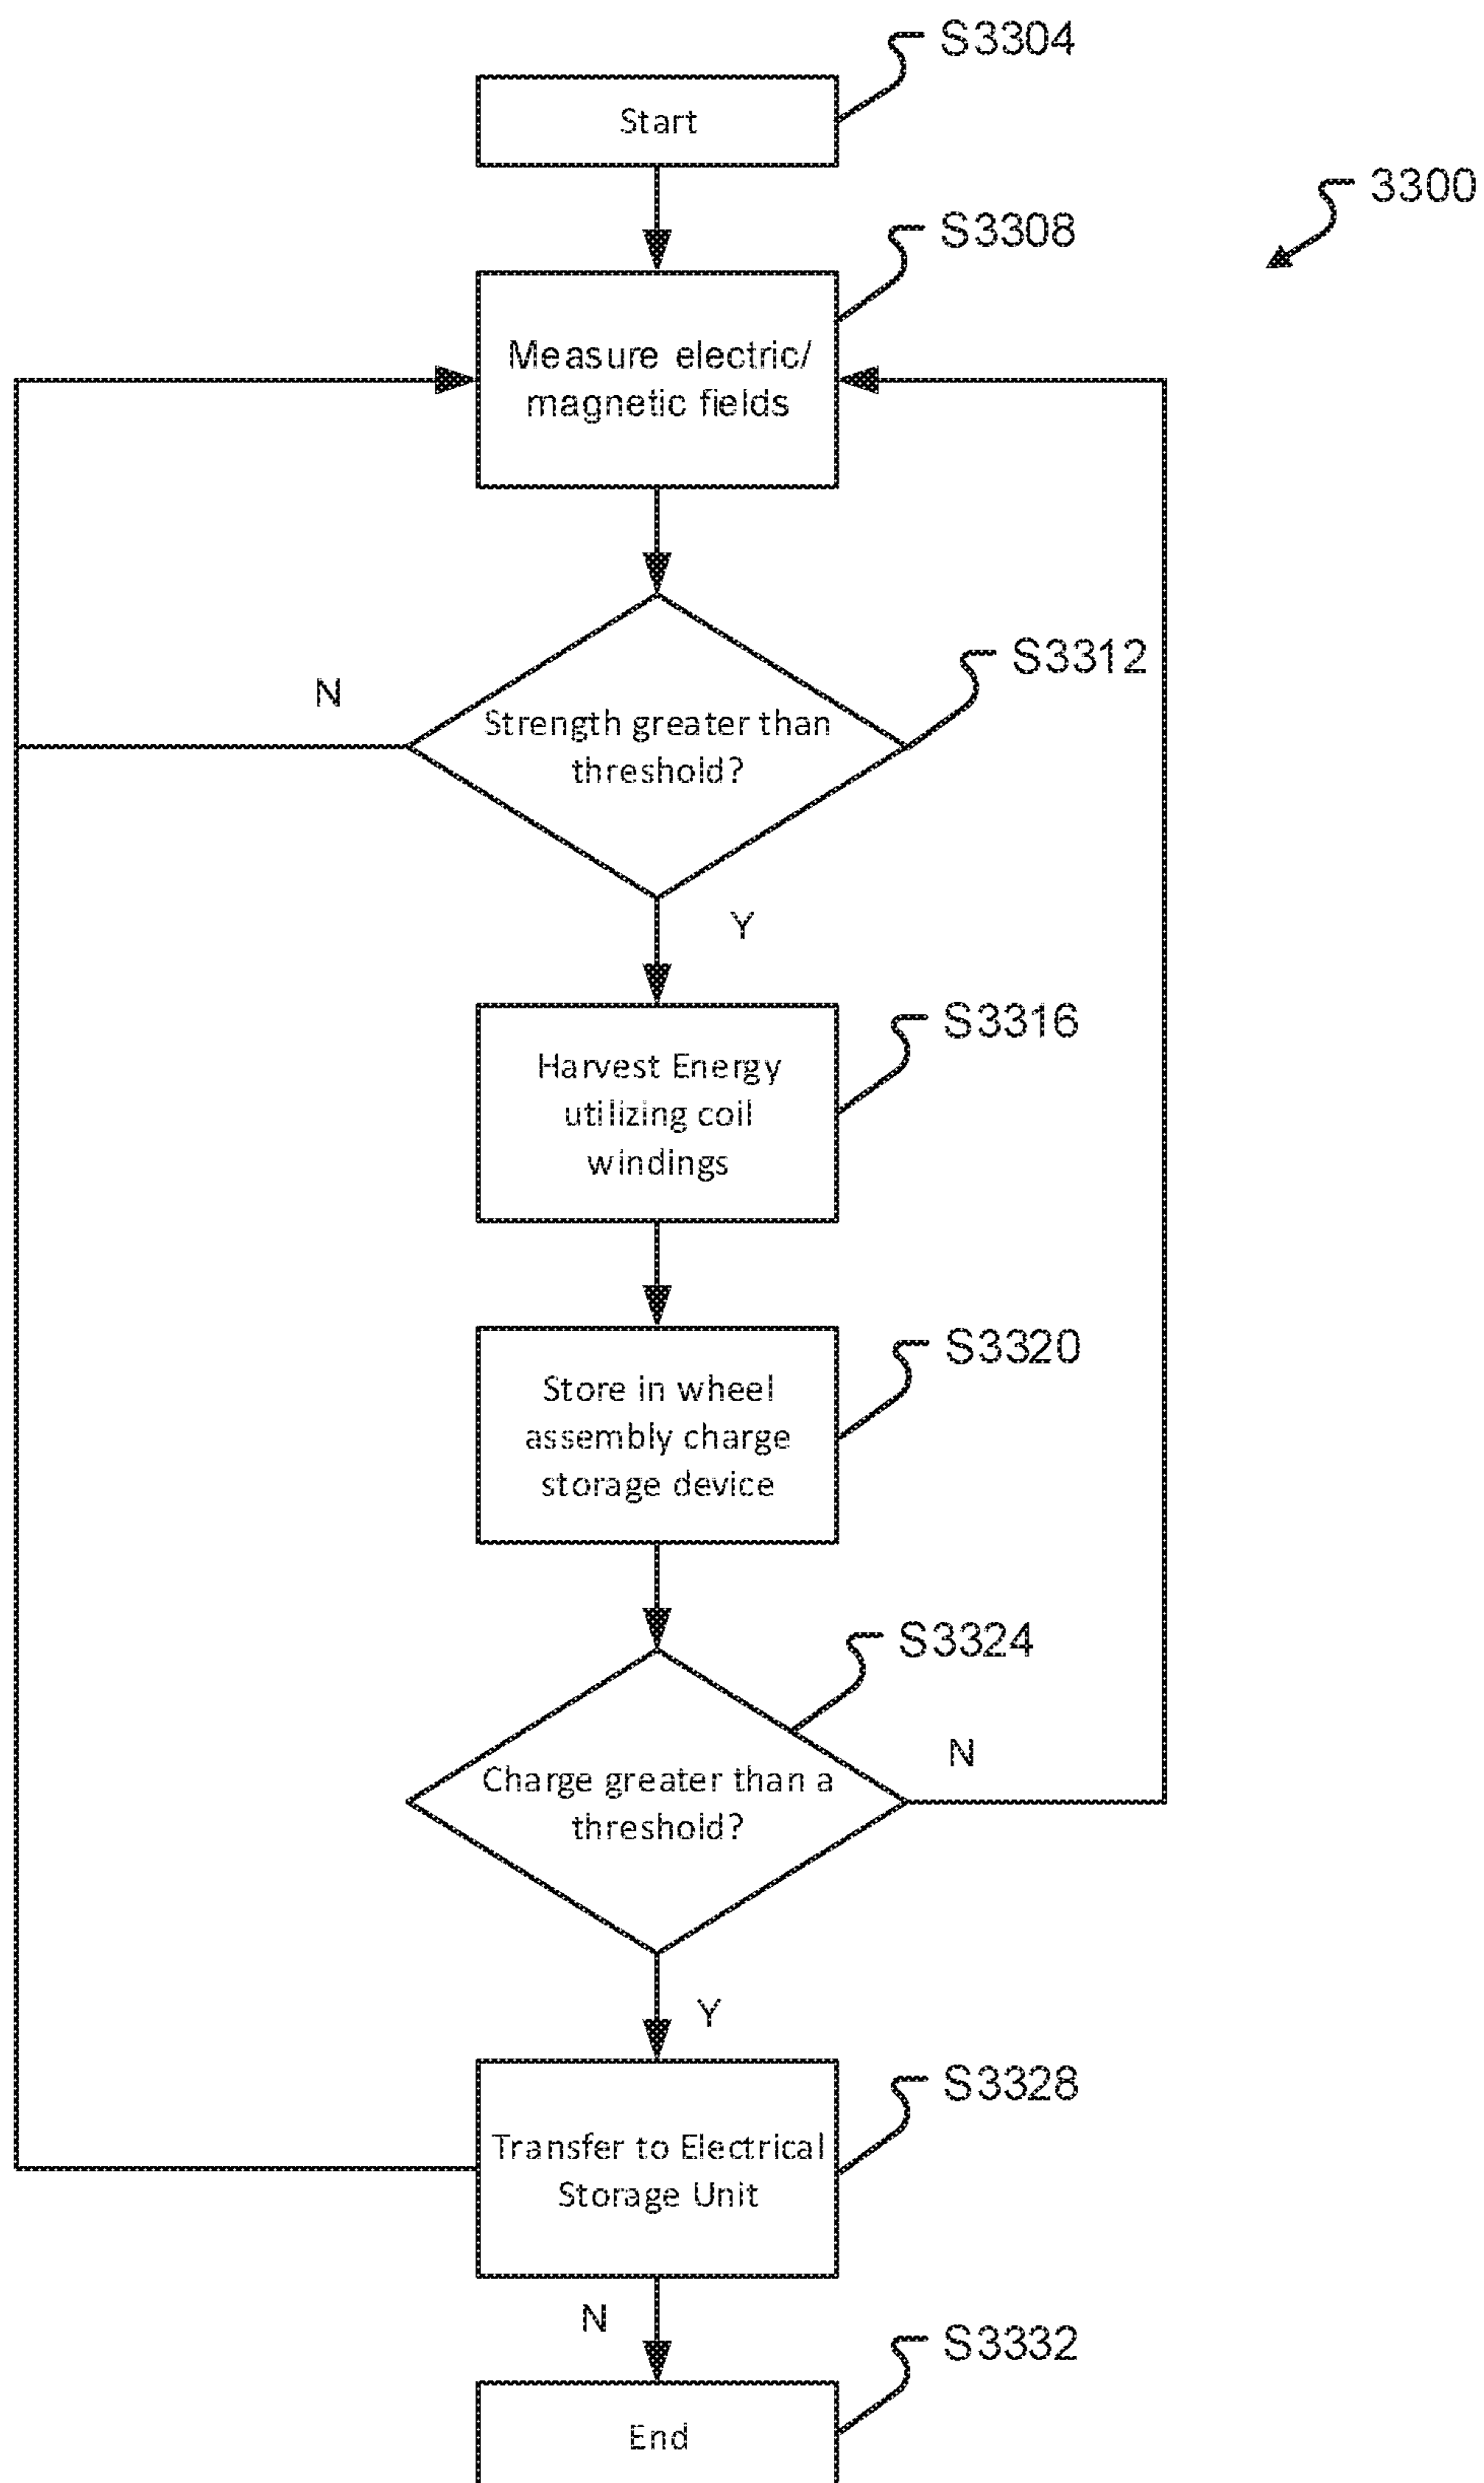 S3304
Start
3300
S3308
Measure electric/
magnetic fields
S3312
N
Strength greater than
threshold?
Y
S3316
Harvest Energy
utilizing coil
windings
S3320
Store in wheel
assembly charge
storage device
S3324
N
Charge greater than a
threshold?
Y
S3328
Transfer to Electrical
Storage Unit
N
S3332
End